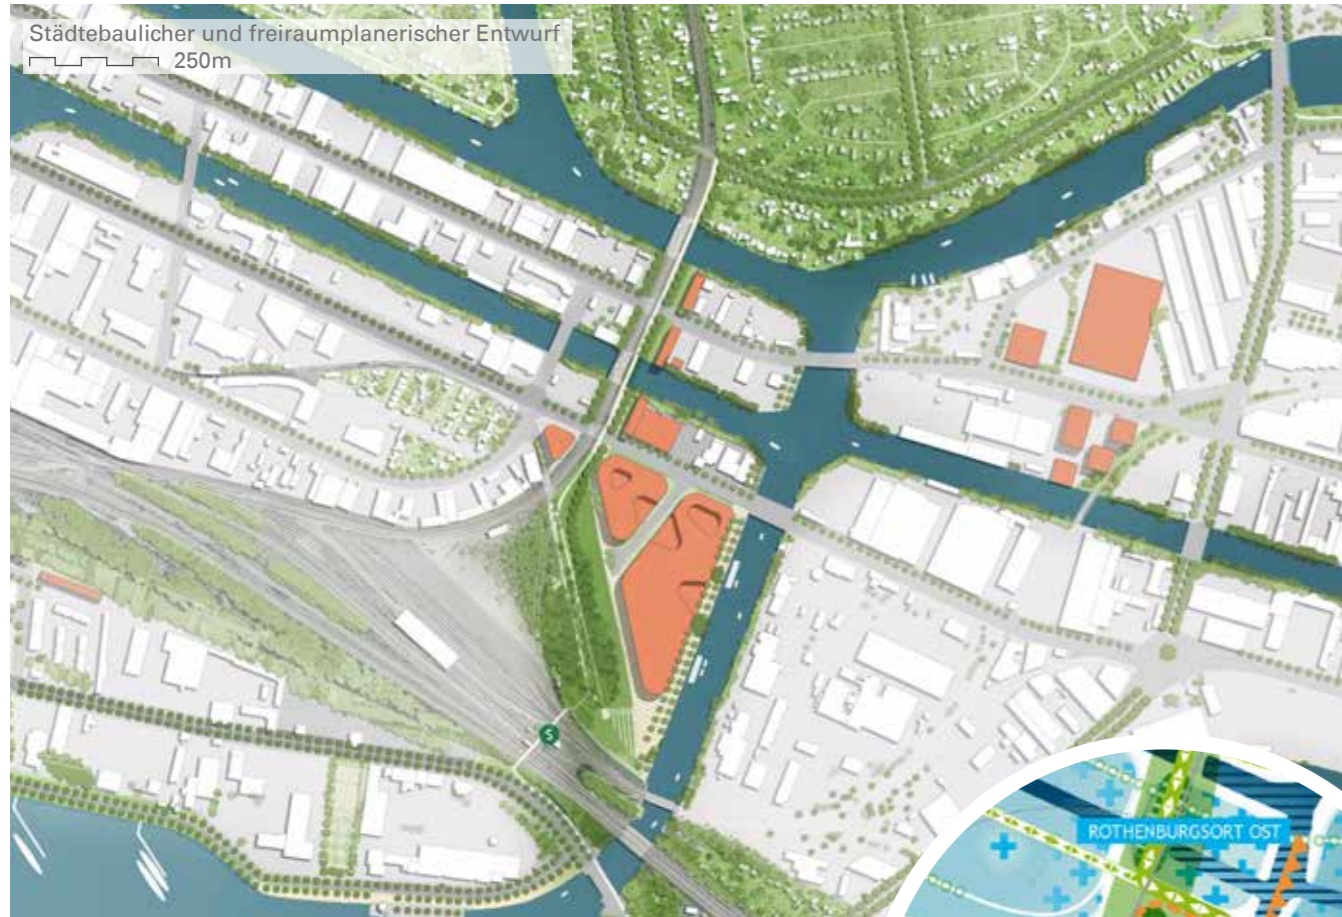 Städtebaulicher und freiraumplanerischer Entwurf
250m
S
ROTHENBURGSORT OST